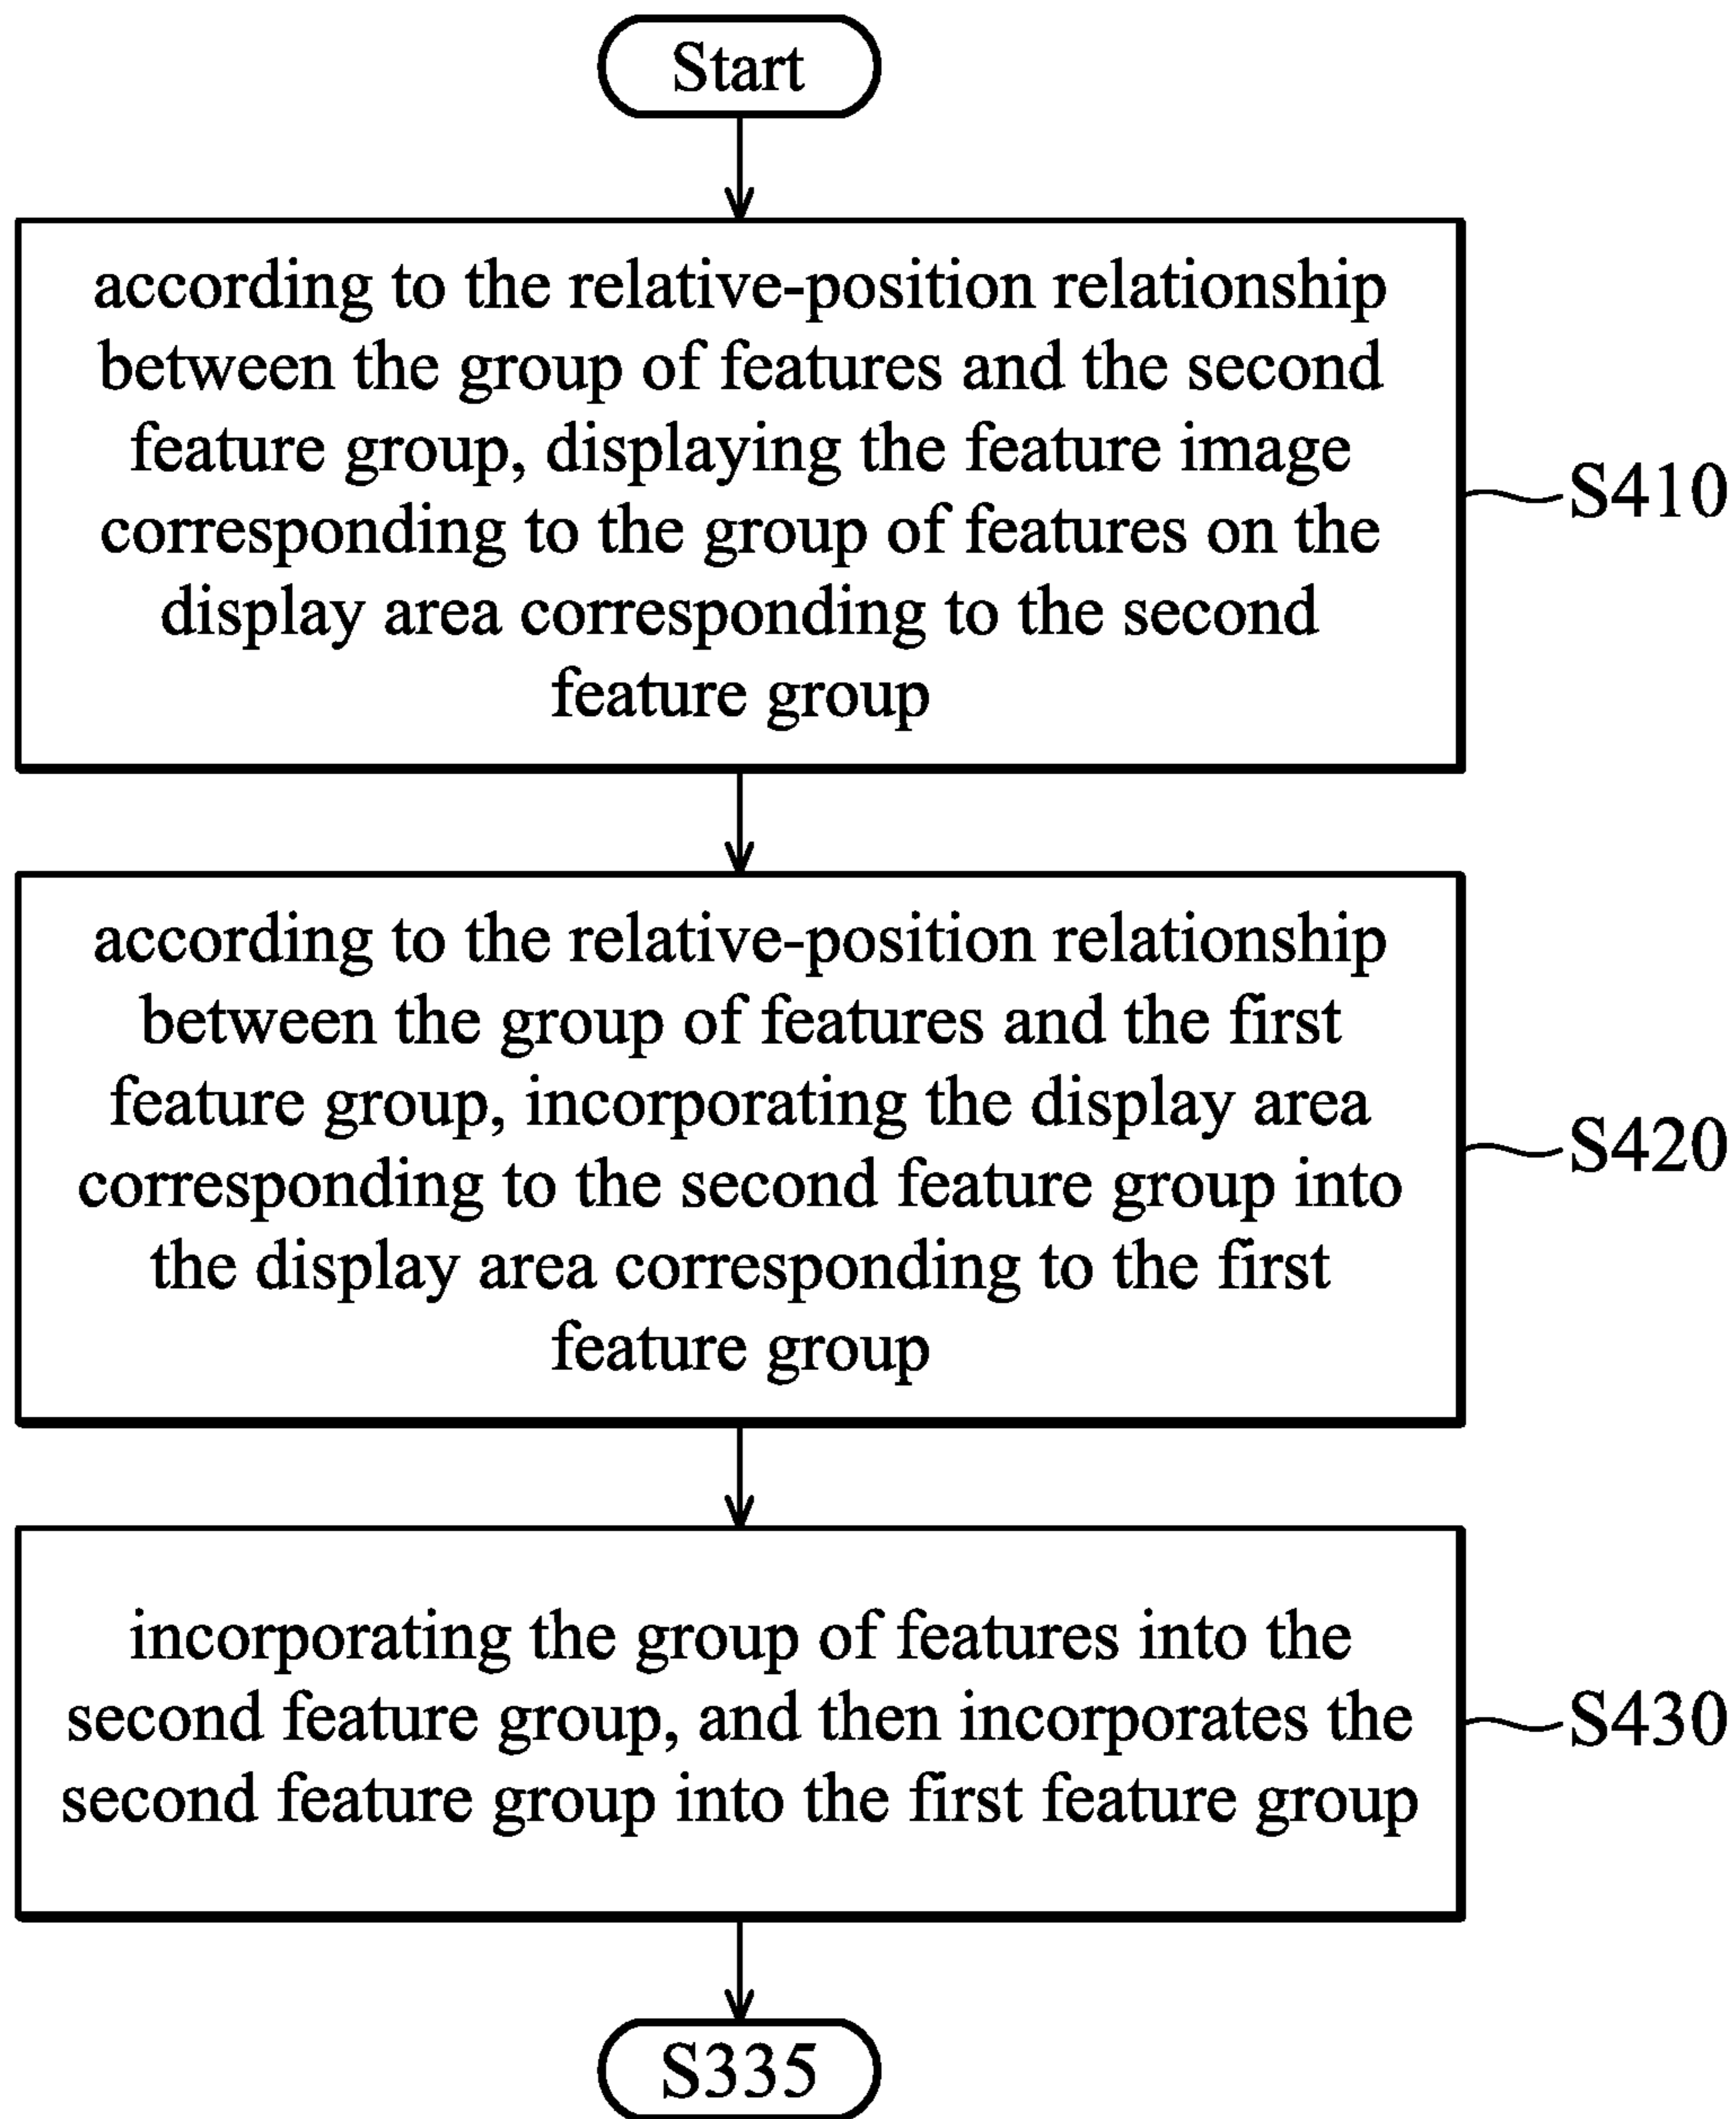 Start
according to the relative-position relationship
between the group of features and the second
feature group, displaying the feature image
corresponding to the group of features on the
display area corresponding to the second
feature group
S410
according to the relative-position relationship
between the group of features and the first
feature group, incorporating the display area
corresponding to the second feature group into
the display area corresponding to the first
feature group
S420
incorporating the group of features into the
second feature group, and then incorporates the
second feature group into the first feature group
S430
S335